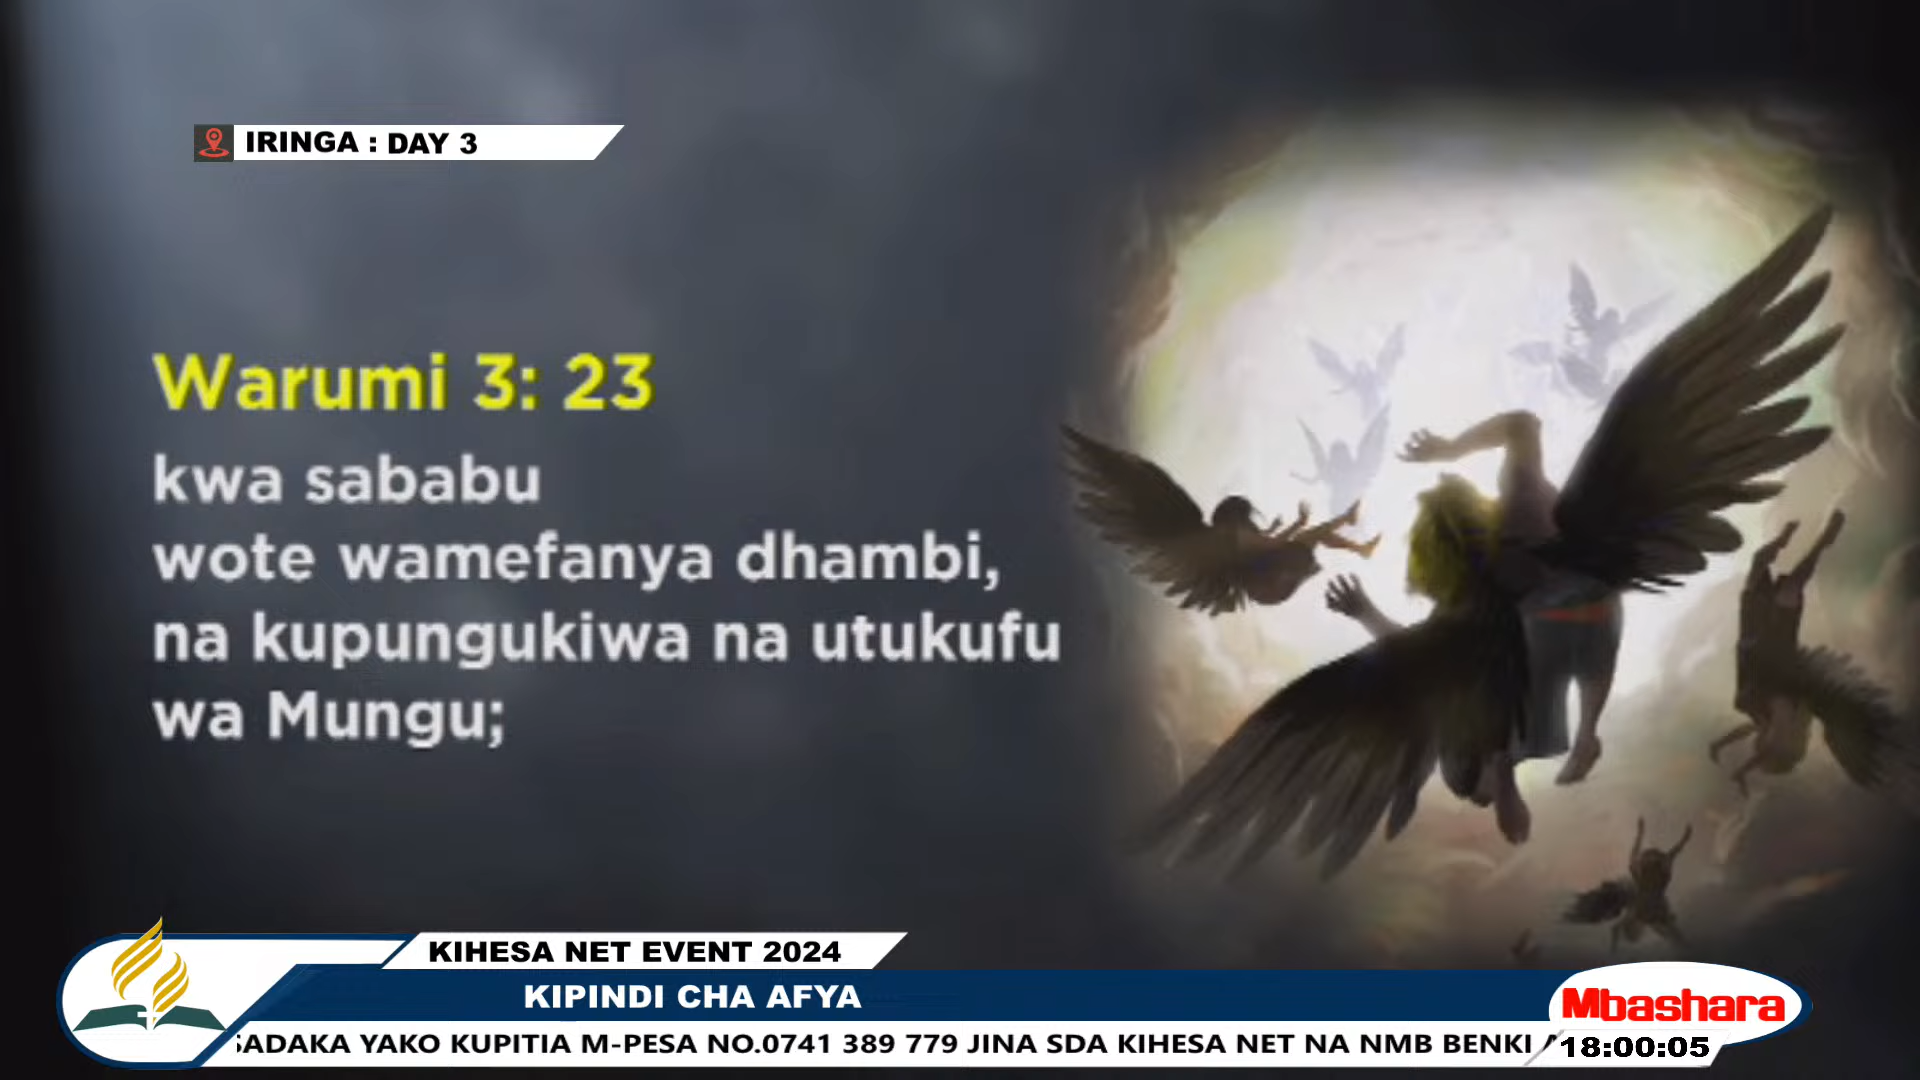 IRINGA : DAY 3
Warumi 3: 23
kwa sababu
wote wamefanya dhambi,
na kupungukiwa na utukufu
wa Mungu;
KIHESA NET EVENT 2024
KIPINDI CHA AFYA
SADAKA YAKO KUPITIA M-PESA NO.0741 389 779 JINA SDA KIHESA NET NA NMB BENKI
Mbashara
18:00:05